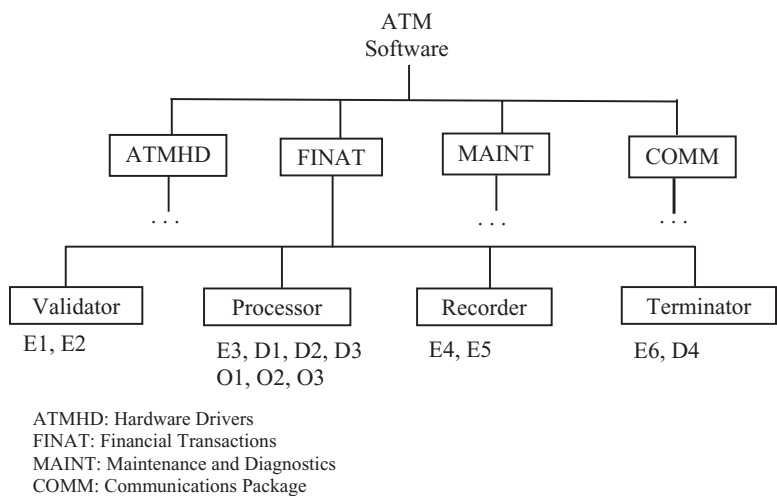 ATM
Software
ATMHD FINAT MAINT COMM
. . . . . . . . .
Validator Processor Recorder Terminator
E1, E2 E3, D1, D2, D3 E4, E5 E6, D4
O1, O2, O3
ATMHD: Hardware Drivers
FINAT: Financial Transactions
MAINT: Maintenance and Diagnostics
COMM: Communications Package